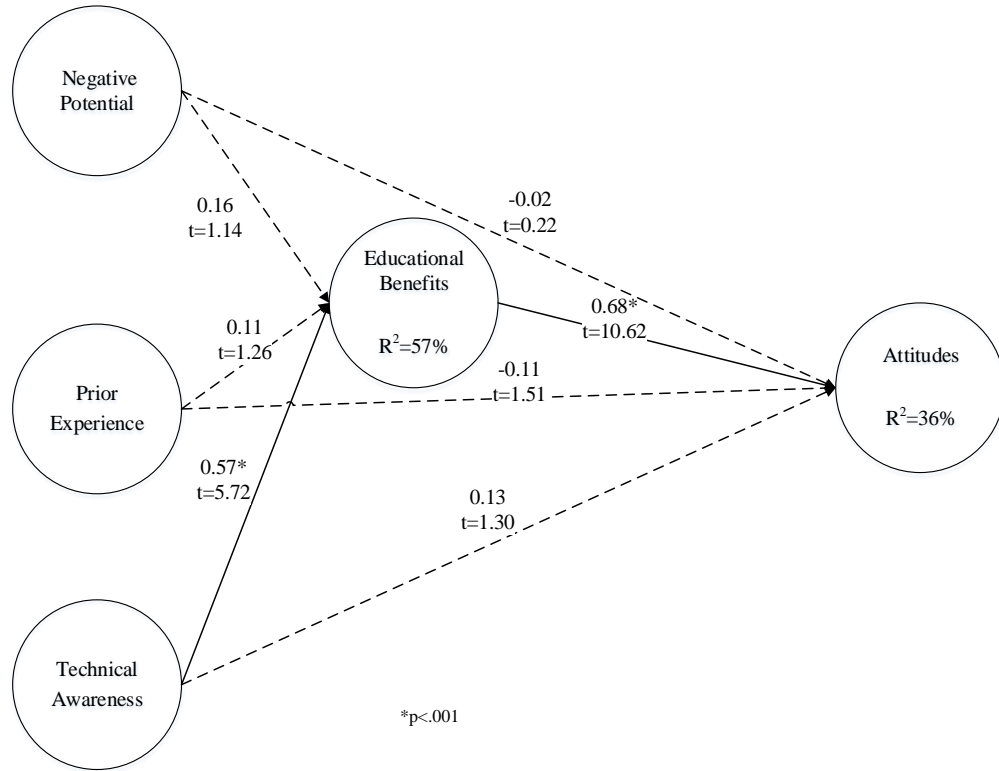 Negative
Potential
0.16
t=1.14
-0.02
t=0.22
Educational
Benefits
R²=57%
0.68*
t=10.62
0.11
t=1.26
-0.11
t=1.51
Attitudes
R²=36%
Prior
Experience
0.57*
t=5.72
0.13
t=1.30
Technical
Awareness
*p<.001